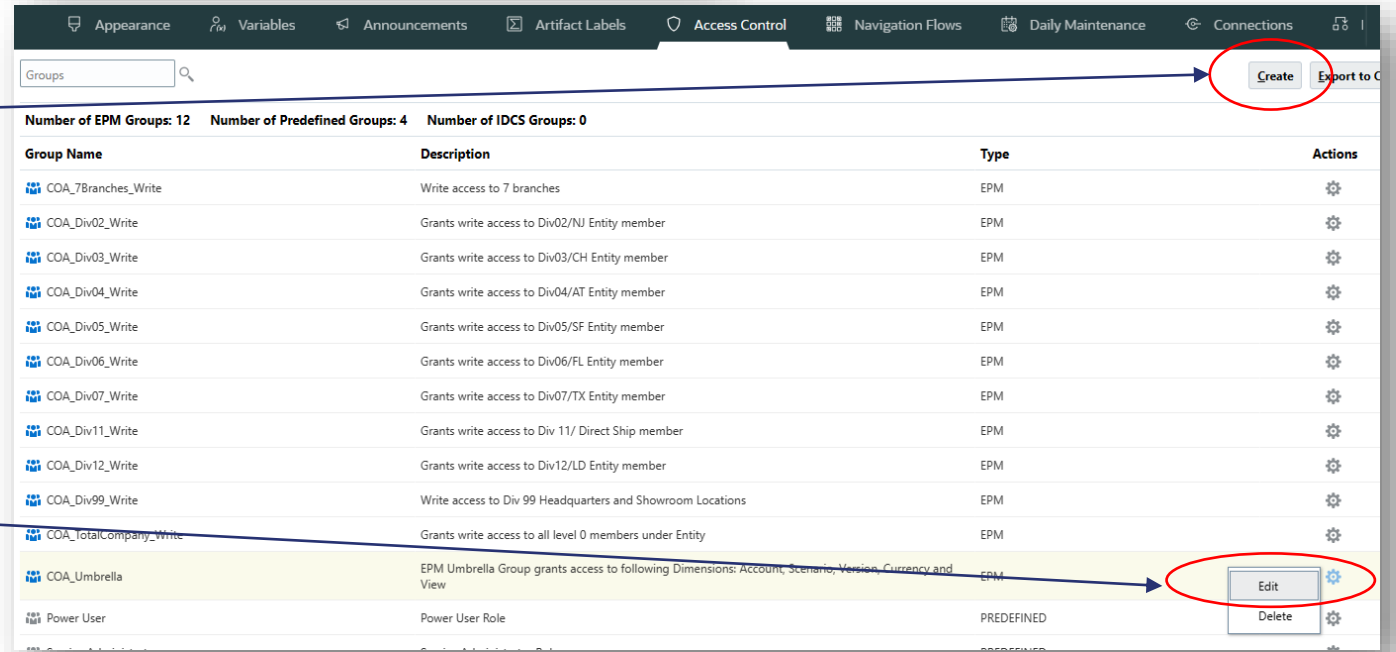 Appearance Variables Announcements Artifact Labels Access Control Navigation Flows Daily Maintenance Connections
Groups Create Export to C
Number of EPM Groups: 12 Number of Predefined Groups: 4 Number of IDCS Groups: 0
Group Name Description Type Actions
COA_7Branches_Write Write access to 7 branches EPM
COA_Div02_Write Grants write access to Div02/NJ Entity member EPM
COA_Div03_Write Grants write access to Div03/CH Entity member EPM
COA_Div04_Write Grants write access to Div04/AT Entity member EPM
COA_Div05_Write Grants write access to Div05/SF Entity member EPM
COA_Div06_Write Grants write access to Div06/FL Entity member EPM
COA_Div07_Write Grants write access to Div07/TX Entity member EPM
COA_Div11_Write Grants write access to Div 11/ Direct Ship member EPM
COA_Div12_Write Grants write access to Div12/LD Entity member EPM
COA_Div99_Write Write access to Div 99 Headquarters and Showroom Locations EPM
COA_TotalCompany_Write Grants write access to all level 0 members under Entity EPM
COA_Umbrella EPM Umbrella Group grants access to following Dimensions: Account, Scenario, Version, Currency and EPM
View
Edit
Power User Power User Role PREDEFINED Delete